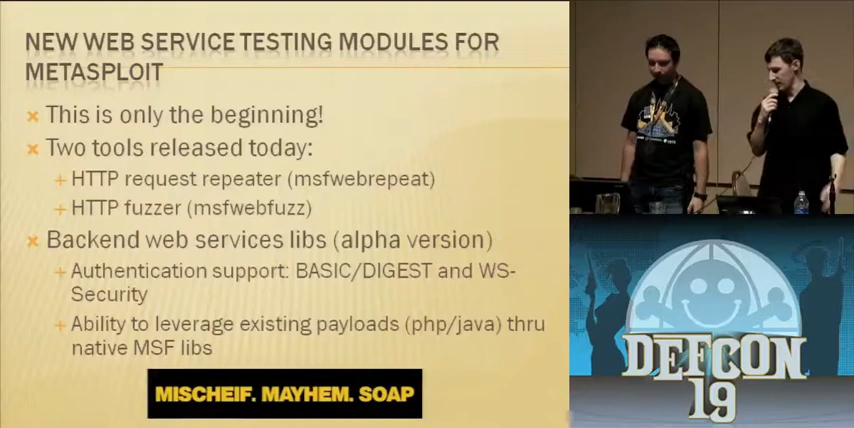 NEW WEB SERVICE TESTING MODULES FOR
METASPLOIT
This is only the beginning!
Two tools released today:
HTTP request repeater (msfwebrepeat)
HTTP fuzzer (msfwebfuzz)
Backend web services libs (alpha version)
Authentication support: BASIC/DIGEST and WS-
Security
Ability to leverage existing payloads (php/java) thru
native MSF libs
MISCHEIF. MAYHEM. SOAP
DEFCON
19